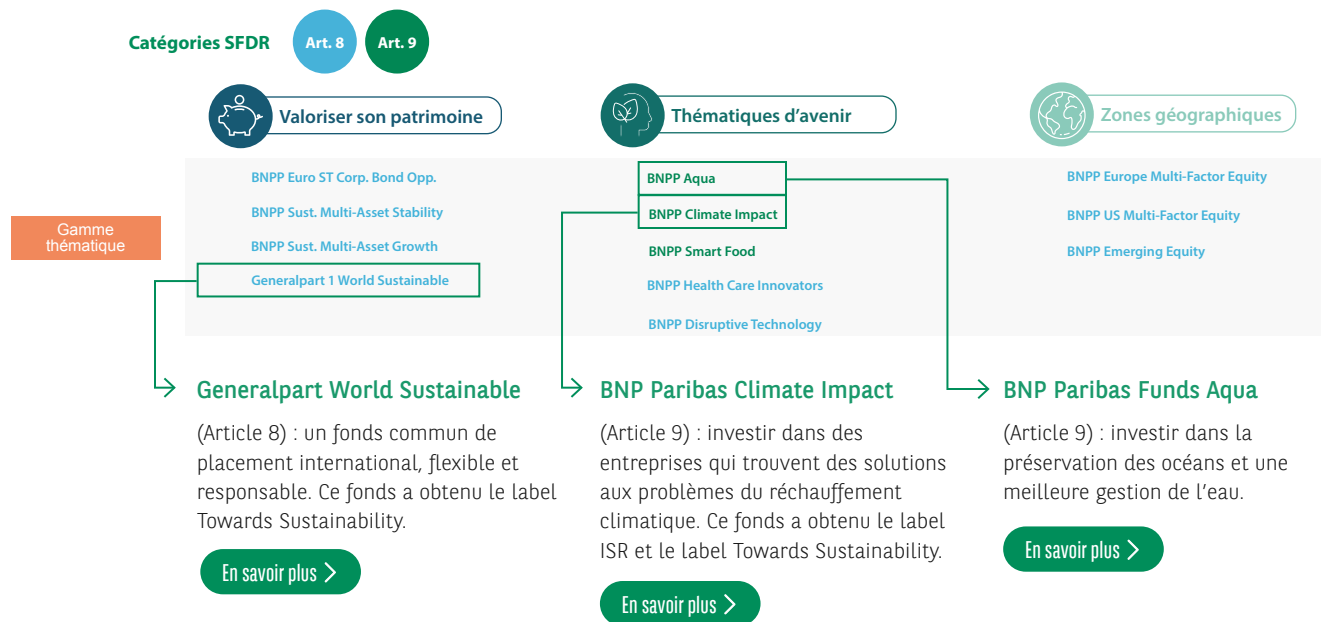 Catégories SFDR
Art. 8
Art. 9
Valoriser son patrimoine
Thématiques d’avenir
Zones géographiques
Gamme
thématique
BNPP Euro ST Corp. Bond Opp.
BNPP Sust. Multi-Asset Stability
BNPP Sust. Multi-Asset Growth
Generalpart 1 World Sustainable
BNPP Aqua
BNPP Climate Impact
BNPP Smart Food
BNPP Health Care Innovators
BNPP Disruptive Technology
BNPP Europe Multi-Factor Equity
BNPP US Multi-Factor Equity
BNPP Emerging Equity
Generalpart World Sustainable
(Article 8) : un fonds commun de
placement international, flexible et
responsable. Ce fonds a obtenu le label
Towards Sustainability.
En savoir plus >
BNP Paribas Climate Impact
(Article 9) : investir dans des
entreprises qui trouvent des solutions
aux problèmes du réchauffement
climatique. Ce fonds a obtenu le label
ISR et le label Towards Sustainability.
En savoir plus >
BNP Paribas Funds Aqua
(Article 9) : investir dans la
préservation des océans et une
meilleure gestion de l’eau.
En savoir plus >